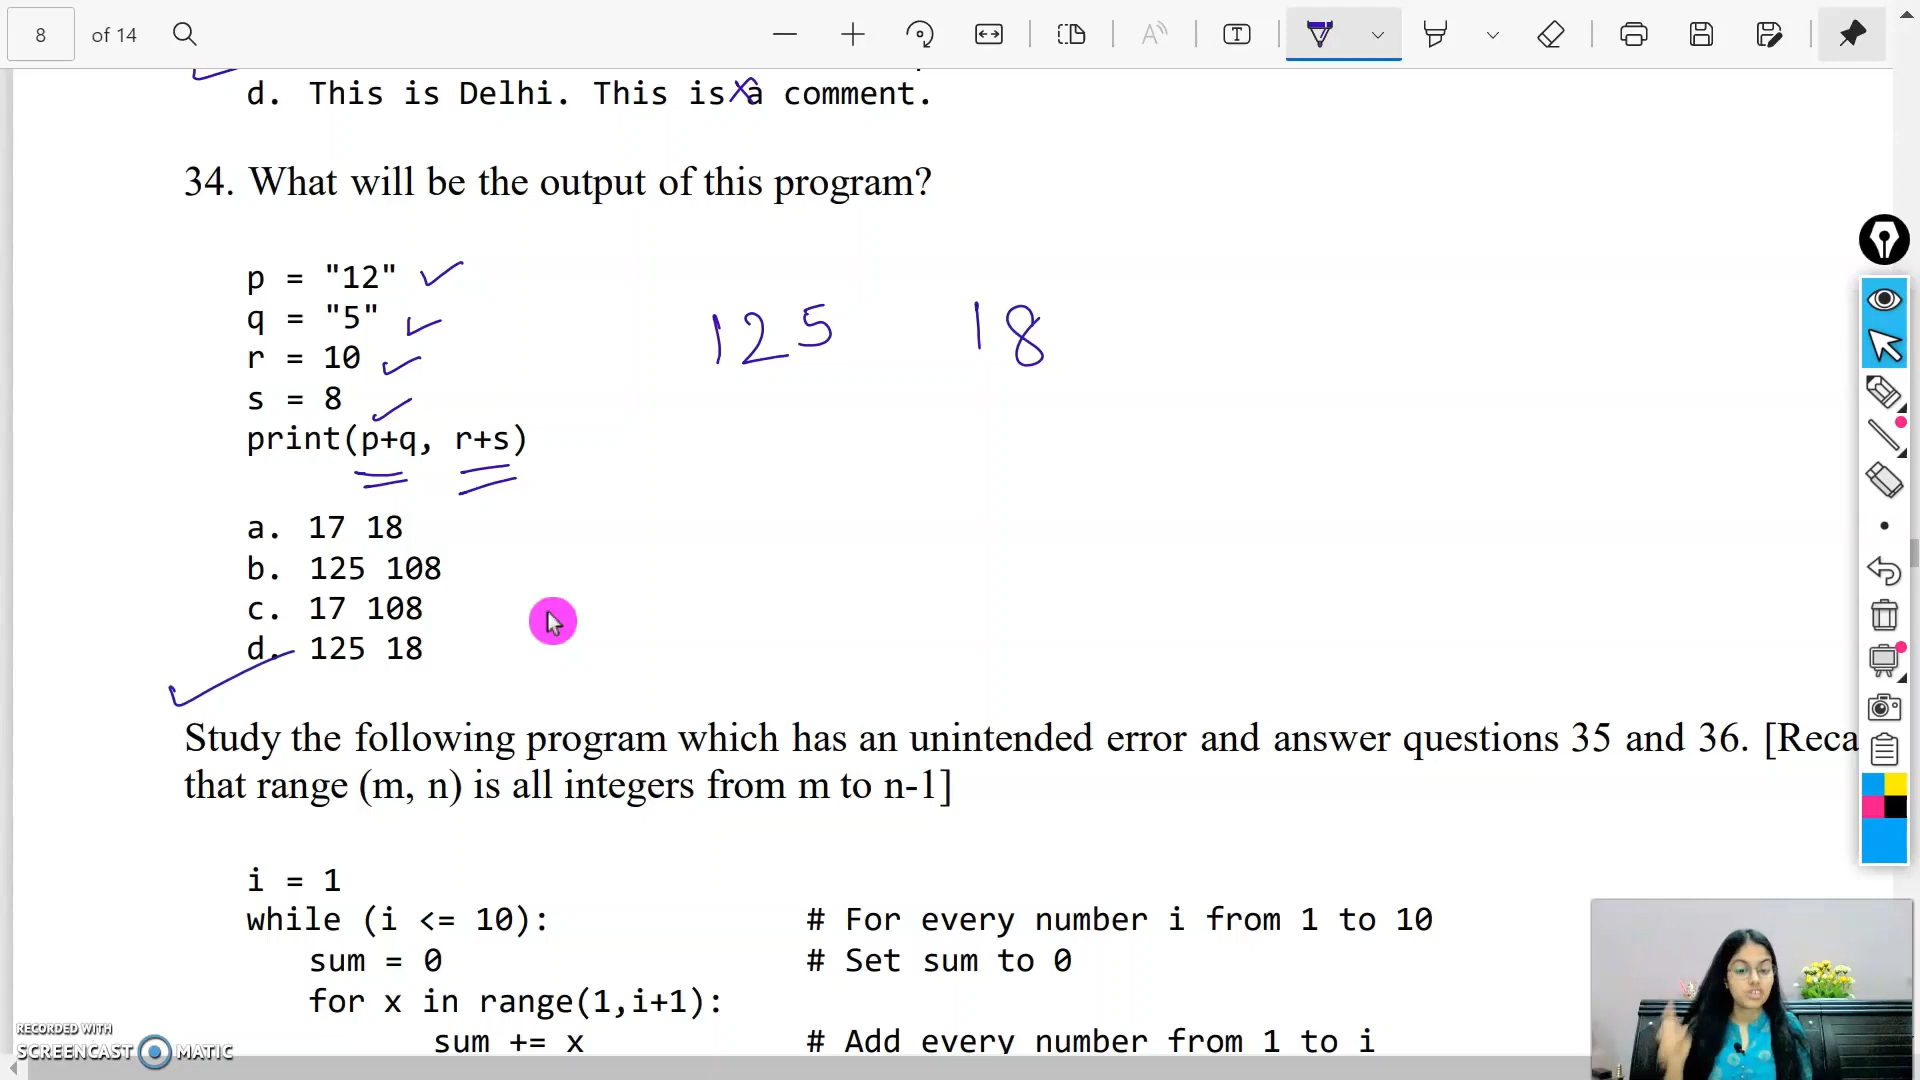 8 of 14
d. This is Delhi. This is a comment.
34. What will be the output of this program?
p = "12"
q = "5"
r = 10
s = 8
print(p+q, r+s)
125 18
a. 17 18
b. 125 108
c. 17 108
d. 125 18
Study the following program which has an unintended error and answer questions 35 and 36. [Reca
that range (m, n) is all integers from m to n-1]
i = 1
while (i <= 10): # For every number i from 1 to 10
sum = 0 # Set sum to 0
for x in range(1,i+1):
sum += x # Add every number from 1 to i
RECORDED WITH
SCREENCAST MATIC